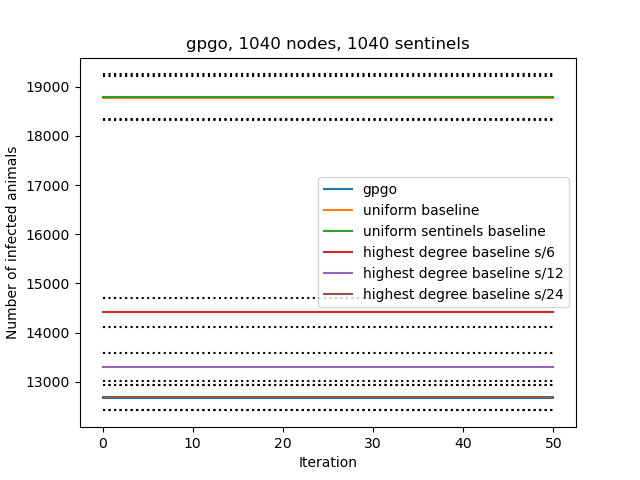 gpgo, 1040 nodes, 1040 sentinels
19000
18000
17000
16000
15000
14000
13000
Number of infected animals
gpgo
uniform baseline
uniform sentinels baseline
highest degree baseline s/6
highest degree baseline s/12
highest degree baseline s/24
0 10 20 30 40 50
Iteration